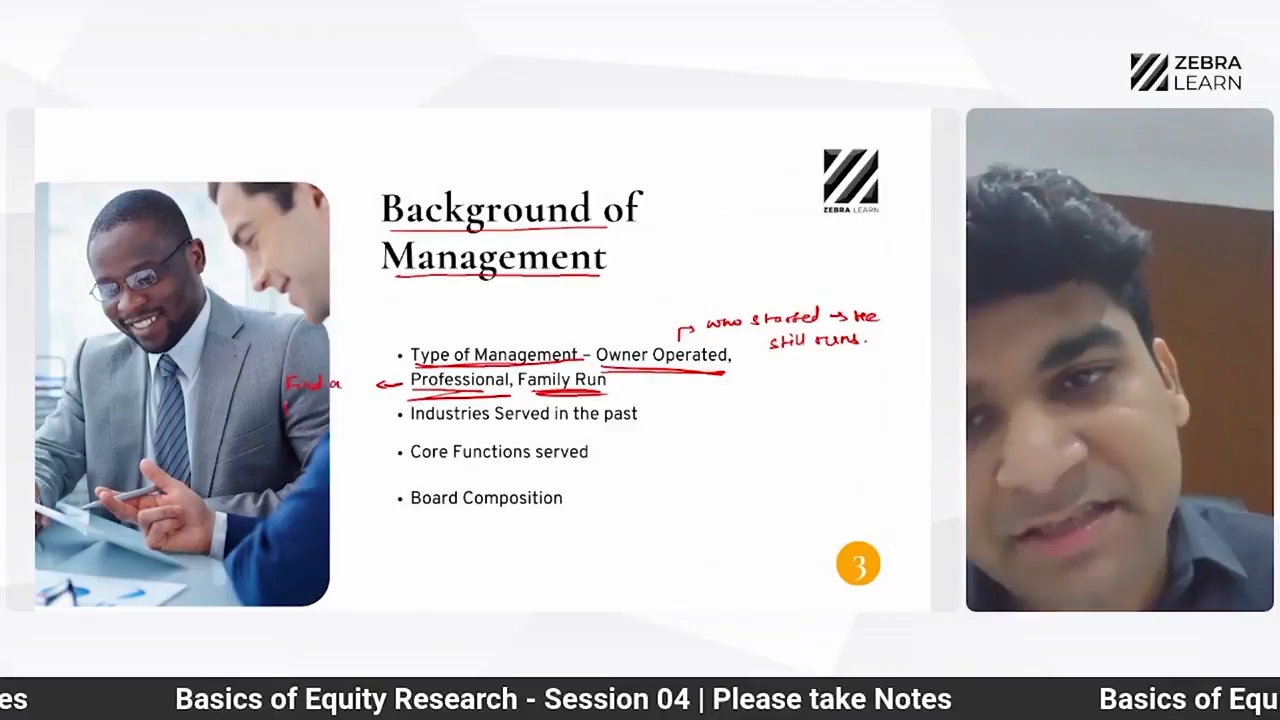 ZEBRA
LEARN
ZEBRA LEARN
Background of
Management
who started → he
still runs.
• Type of Management – Owner Operated,
Find a ← Professional, Family Run
• Industries Served in the past
• Core Functions served
• Board Composition
3
es Basics of Equity Research - Session 04 | Please take Notes Basics of Equ